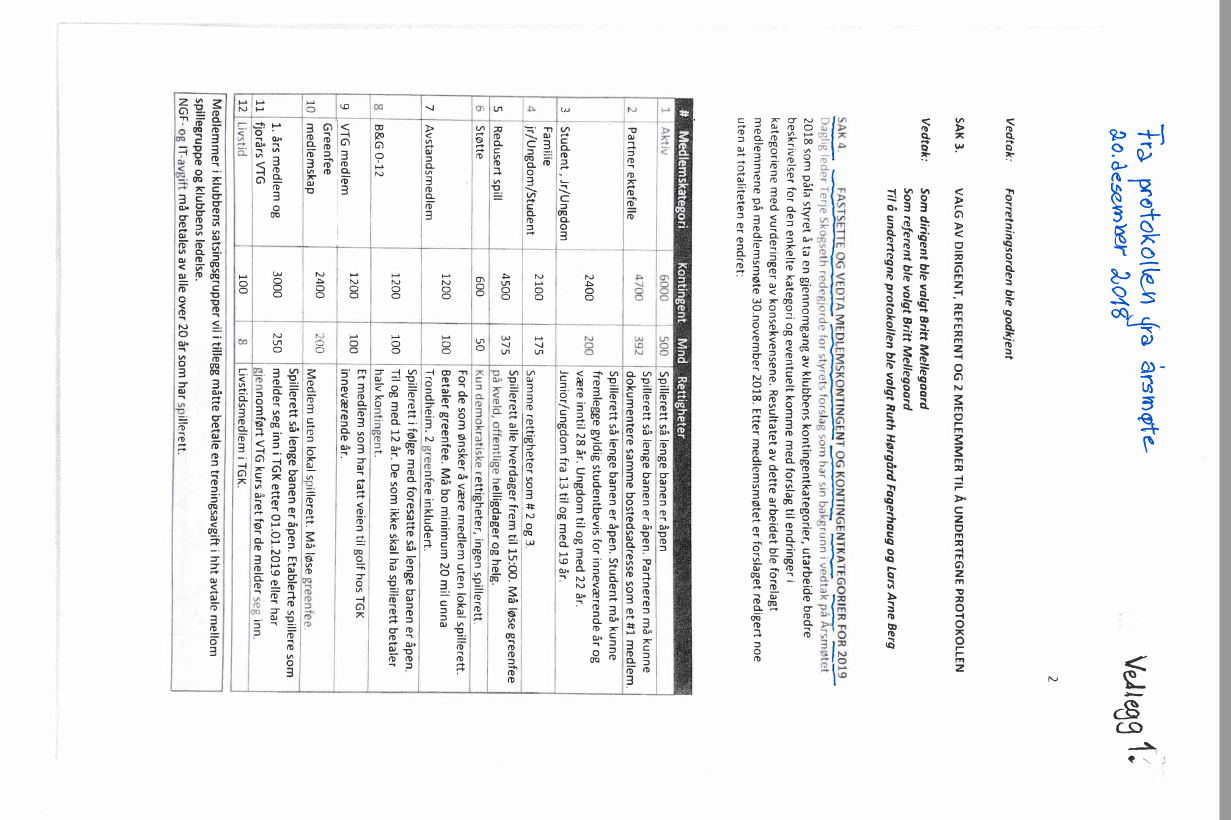 Fra protokollen fra årsmøte
20.desember 2018
Vedlegg 1.
2
Vedtak: Forretningsorden ble godkjent
SAK 3. VALG AV DIRIGENT, REFERENT OG 2 MEDLEMMER TIL Å UNDERTEGNE PROTOKOLLEN
Vedtak: Som dirigent ble valgt Britt Mellegaard
Som referent ble valgt Britt Mellegaard
Til å undertegne protokollen ble valgt Ruth Hørgård Fagerhaug og Lars Arne Berg
SAK 4. FASTSETTE OG VEDTA MEDLEMSKONTINGENT OG KONTINGENTKATEGORIER FOR 2019
Daglig leder Terje Skogseth redegjorde for styrets forslag som har sin bakgrunn i vedtak på Årsmøtet
2018 som påla styret å ta en gjennomgang av klubbens kontingentkategorier, utarbeide bedre
beskrivelser for den enkelte kategori og eventuelt komme med forslag til endringer i
kategoriene med vurderinger av konsekvensene. Resultatet av dette arbeidet ble forelagt
medlemmene på medlemsmøte 30.november 2018. Etter medlemsmøtet er forslaget redigert noe
uten at totaliteten er endret:
# Medlemskategori Kontingent Mnd Rettigheter
1 Aktiv 6000 500 Spillerett så lenge banen er åpen
2 Partner ektefelle 4700 392 Spillerett så lenge banen er åpen. Partneren må kunne
dokumentere samme bostedsadresse som et #1 medlem.
3 Student , Jr/Ungdom 2400 200 Spillerett så lenge banen er åpen. Student må kunne
fremlegge gyldig studentbevis for inneværende år og
være inntil 28 år. Ungdom til og med 22 år.
Junior/ungdom fra 13 til og med 19 år.
4 Familie
jr/Ungdom/Student 2100 175 Samme rettigheter som # 2 og 3.
5 Redusert spill 4500 375 Spillerett alle hverdager frem til 15:00. Må løse greenfee
på kveld, offentlige helligdager og helg.
6 Støtte 600 50 Kun demokratiske rettigheter, ingen spillerett.
7 Avstandsmedlem 1200 100 For de som ønsker å være medlem uten lokal spillerett.
Betaler greenfee. Må bo minimum 20 mil unna
Trondheim. 2 greenfee inkludert.
8 B&G 0-12 1200 100 Spillerett i følge med foresatte så lenge banen er åpen.
Til og med 12 år. De som ikke skal ha spillerett betaler
halv kontingent.
9 VTG medlem 1200 100 Et medlem som har tatt veien til golf hos TGK
inneværende år.
10 Greenfee
medlemskap 2400 200 Medlem uten lokal spillerett. Må løse greenfee.
11 1. års medlem og
fjorårs VTG 3000 250 Spillerett så lenge banen er åpen. Etablerte spillere som
melder seg inn i TGK etter 01.01.2019 eller har
gjennomført VTG kurs året før de melder seg inn.
12 Livstid 100 8 Livstidsmedlem i TGK.
Medlemmer i klubbens satsingsgrupper vil i tillegg måtte betale en treningsavgift i hht avtale mellom
spillegruppe og klubbens ledelse.
NGF- og IT-avgift må betales av alle over 20 år som har spillerett.